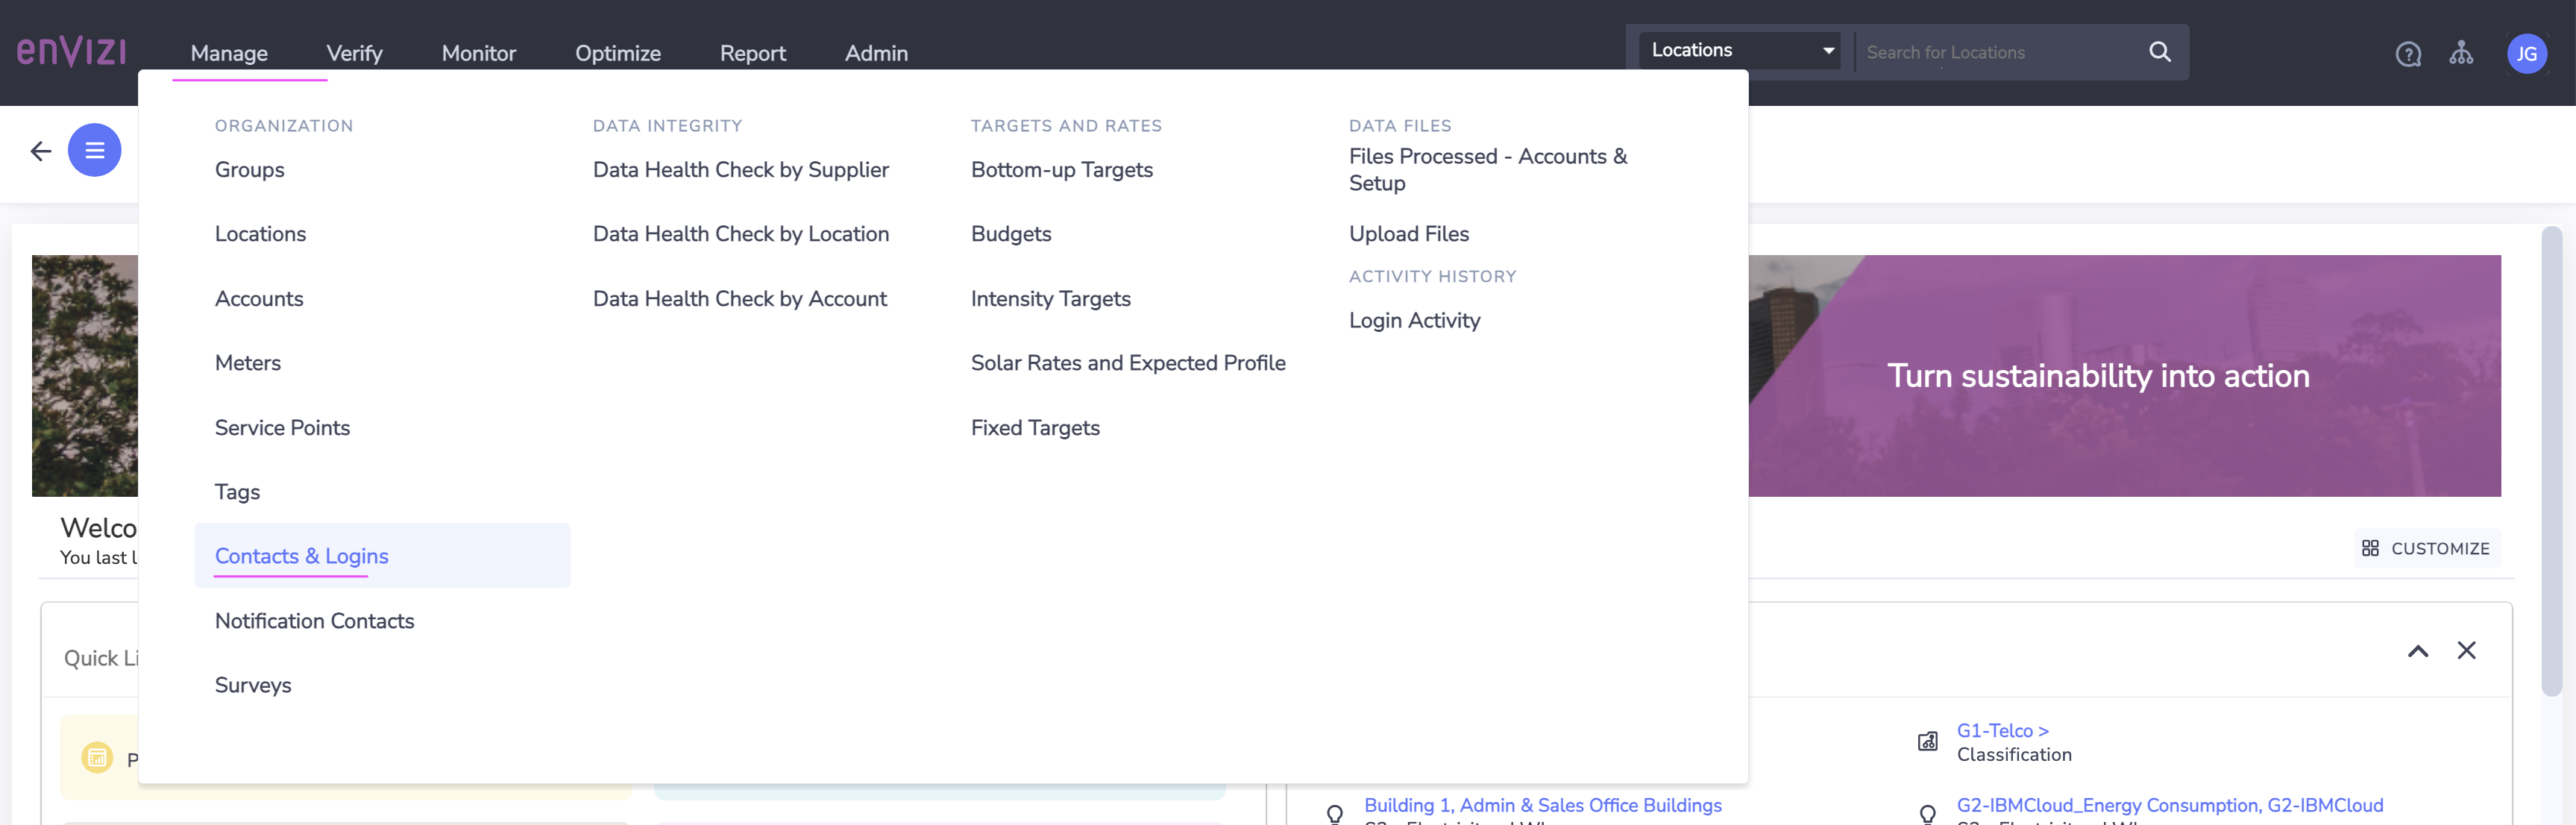 enVIZI
Manage
Verify
Monitor
Optimize
Report
Admin
Locations
Search for Locations
JG
ORGANIZATION
Groups
Locations
Accounts
Meters
Service Points
Tags
Contacts & Logins
Notification Contacts
Surveys
DATA INTEGRITY
Data Health Check by Supplier
Data Health Check by Location
Data Health Check by Account
TARGETS AND RATES
Bottom-up Targets
Budgets
Intensity Targets
Solar Rates and Expected Profile
Fixed Targets
DATA FILES
Files Processed - Accounts &
Setup
Upload Files
ACTIVITY HISTORY
Login Activity
Turn sustainability into action
Welco
You last l
CUSTOMIZE
Quick Li
P
G1-Telco >
Classification
Building 1, Admin & Sales Office Buildings
G2-IBMCloud_Energy Consumption, G2-IBMCloud